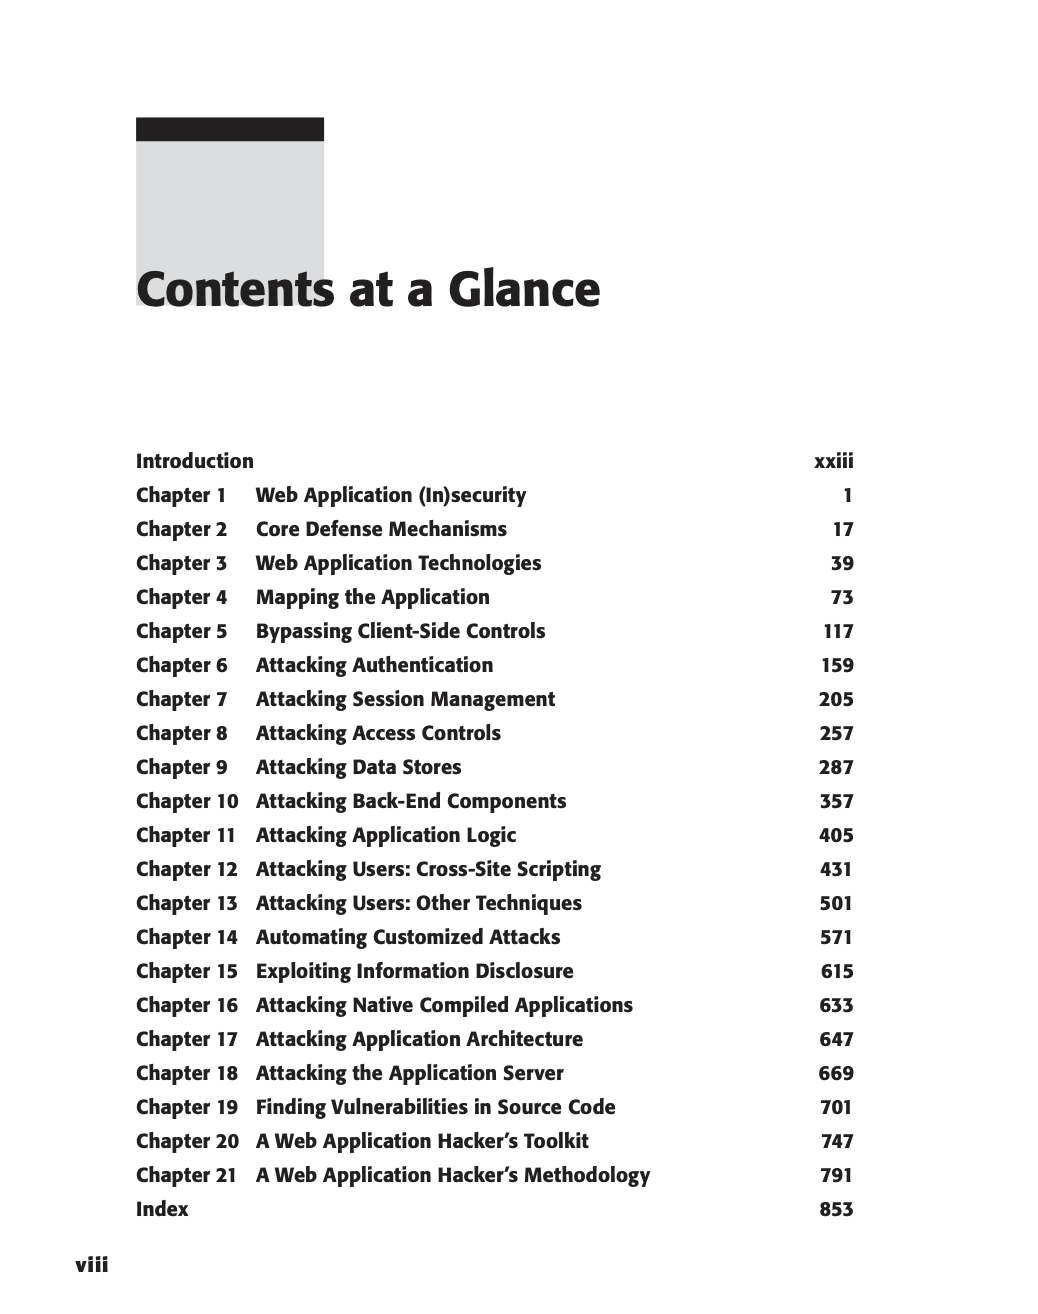 Contents at a Glance
Introduction xxiii
Chapter 1 Web Application (In)security 1
Chapter 2 Core Defense Mechanisms 17
Chapter 3 Web Application Technologies 39
Chapter 4 Mapping the Application 73
Chapter 5 Bypassing Client-Side Controls 117
Chapter 6 Attacking Authentication 159
Chapter 7 Attacking Session Management 205
Chapter 8 Attacking Access Controls 257
Chapter 9 Attacking Data Stores 287
Chapter 10 Attacking Back-End Components 357
Chapter 11 Attacking Application Logic 405
Chapter 12 Attacking Users: Cross-Site Scripting 431
Chapter 13 Attacking Users: Other Techniques 501
Chapter 14 Automating Customized Attacks 571
Chapter 15 Exploiting Information Disclosure 615
Chapter 16 Attacking Native Compiled Applications 633
Chapter 17 Attacking Application Architecture 647
Chapter 18 Attacking the Application Server 669
Chapter 19 Finding Vulnerabilities in Source Code 701
Chapter 20 A Web Application Hacker’s Toolkit 747
Chapter 21 A Web Application Hacker’s Methodology 791
Index 853
viii